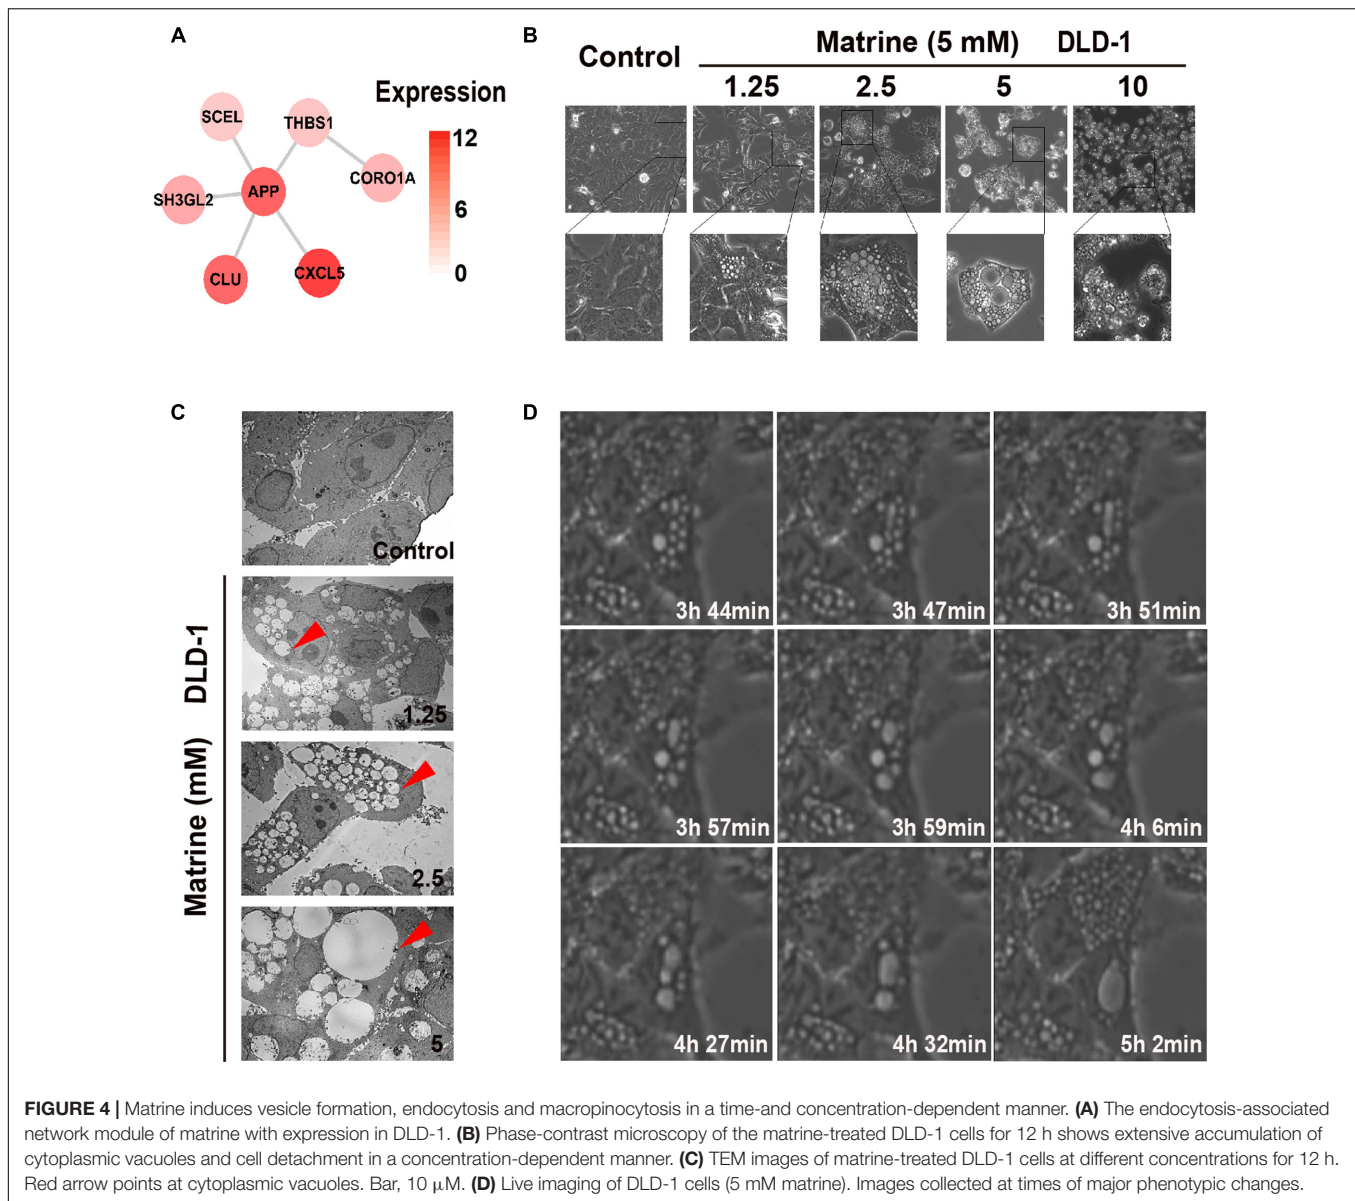 A
Expression
SCEL
THBS1
CORO1A
APP
SH3GL2
CLU
CXCL5
12
6
0
B
Control
Matrine (5 mM) DLD-1
1.25
2.5
5
10
C
Control
DLD-1
Matrine (mM)
1.25
2.5
5
D
3h 44min
3h 47min
3h 51min
3h 57min
3h 59min
4h 6min
4h 27min
4h 32min
5h 2min
FIGURE 4 | Matrine induces vesicle formation, endocytosis and macropinocytosis in a time-and concentration-dependent manner. (A) The endocytosis-associated
network module of matrine with expression in DLD-1. (B) Phase-contrast microscopy of the matrine-treated DLD-1 cells for 12 h shows extensive accumulation of
cytoplasmic vacuoles and cell detachment in a concentration-dependent manner. (C) TEM images of matrine-treated DLD-1 cells at different concentrations for 12 h.
Red arrow points at cytoplasmic vacuoles. Bar, 10 μM. (D) Live imaging of DLD-1 cells (5 mM matrine). Images collected at times of major phenotypic changes.